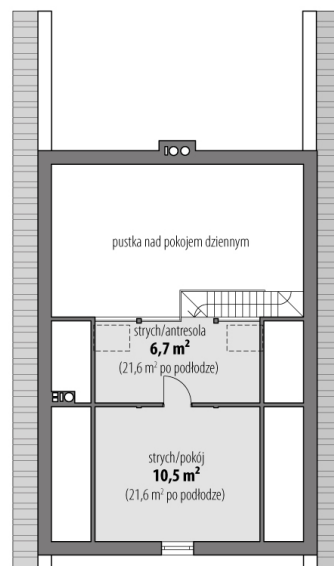 pustka nad pokojem dziennym
strych/antresola
6,7 m²
(21,6 m² po podłodze)
strych/pokój
10,5 m²
(21,6 m² po podłodze)